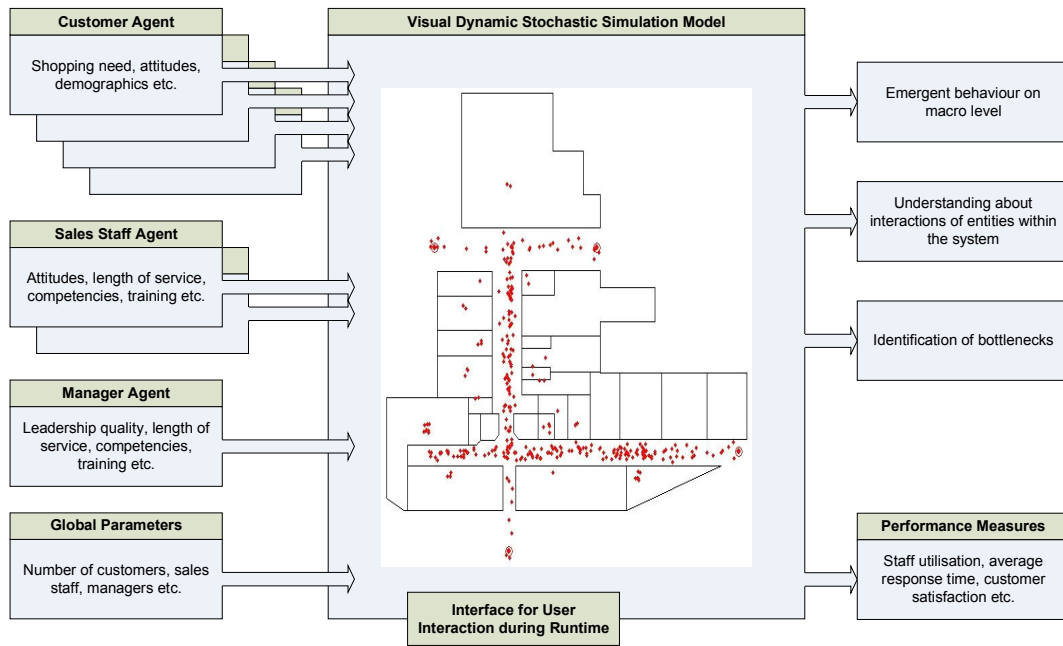 Customer Agent
Shopping need, attitudes,
demographics etc.
Sales Staff Agent
Attitudes, length of service,
competencies, training etc.
Manager Agent
Leadership quality, length of
service, competencies,
training etc.
Global Parameters
Number of customers, sales
staff, managers etc.
Visual Dynamic Stochastic Simulation Model
Interface for User
Interaction during Runtime
Emergent behaviour on
macro level
Understanding about
interactions of entities within
the system
Identification of bottlenecks
Performance Measures
Staff utilisation, average
response time, customer
satisfaction etc.